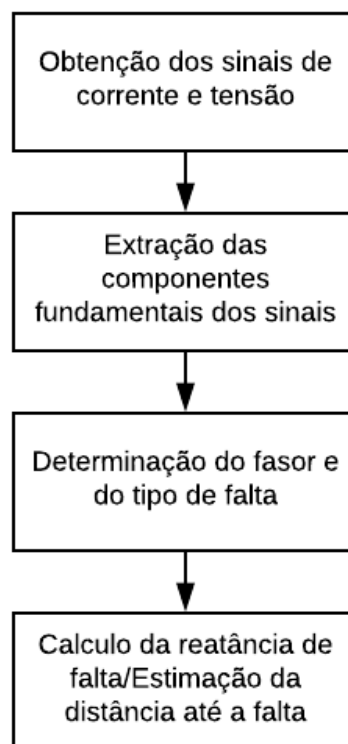 Obtenção dos sinais de
corrente e tensão
Extração das
componentes
fundamentais dos sinais
Determinação do fasor e
do tipo de falta
Calculo da reatância de
falta/Estimação da
distância até a falta